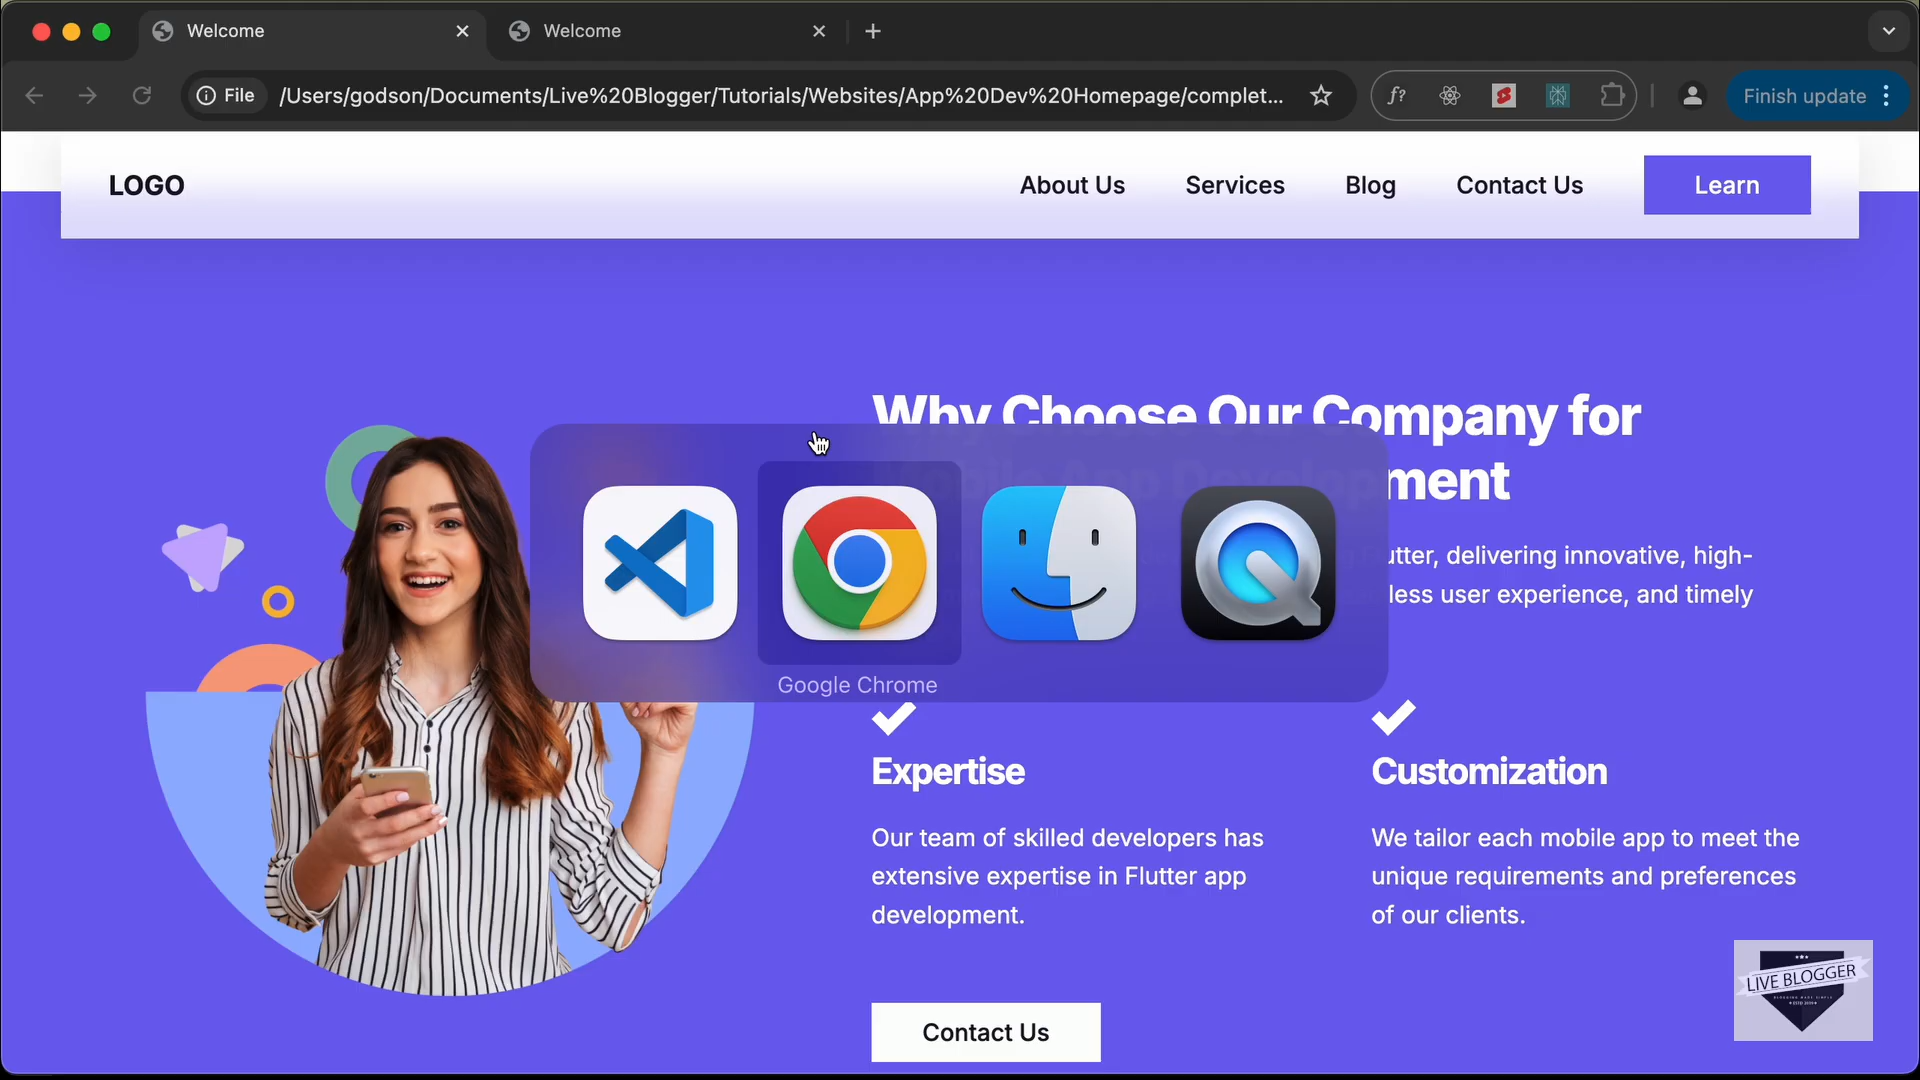 Welcome
Welcome
File
/Users/godson/Documents/Live%20Blogger/Tutorials/Websites/App%20Dev%20Homepage/complet...
f?
Finish update
LOGO
About Us
Services
Blog
Contact Us
Learn
Why Choose Our Company for
Mobile App Development
utter, delivering innovative, high-
less user experience, and timely
Google Chrome
Expertise
Our team of skilled developers has
extensive expertise in Flutter app
development.
Customization
We tailor each mobile app to meet the
unique requirements and preferences
of our clients.
Contact Us
LIVE BLOGGER